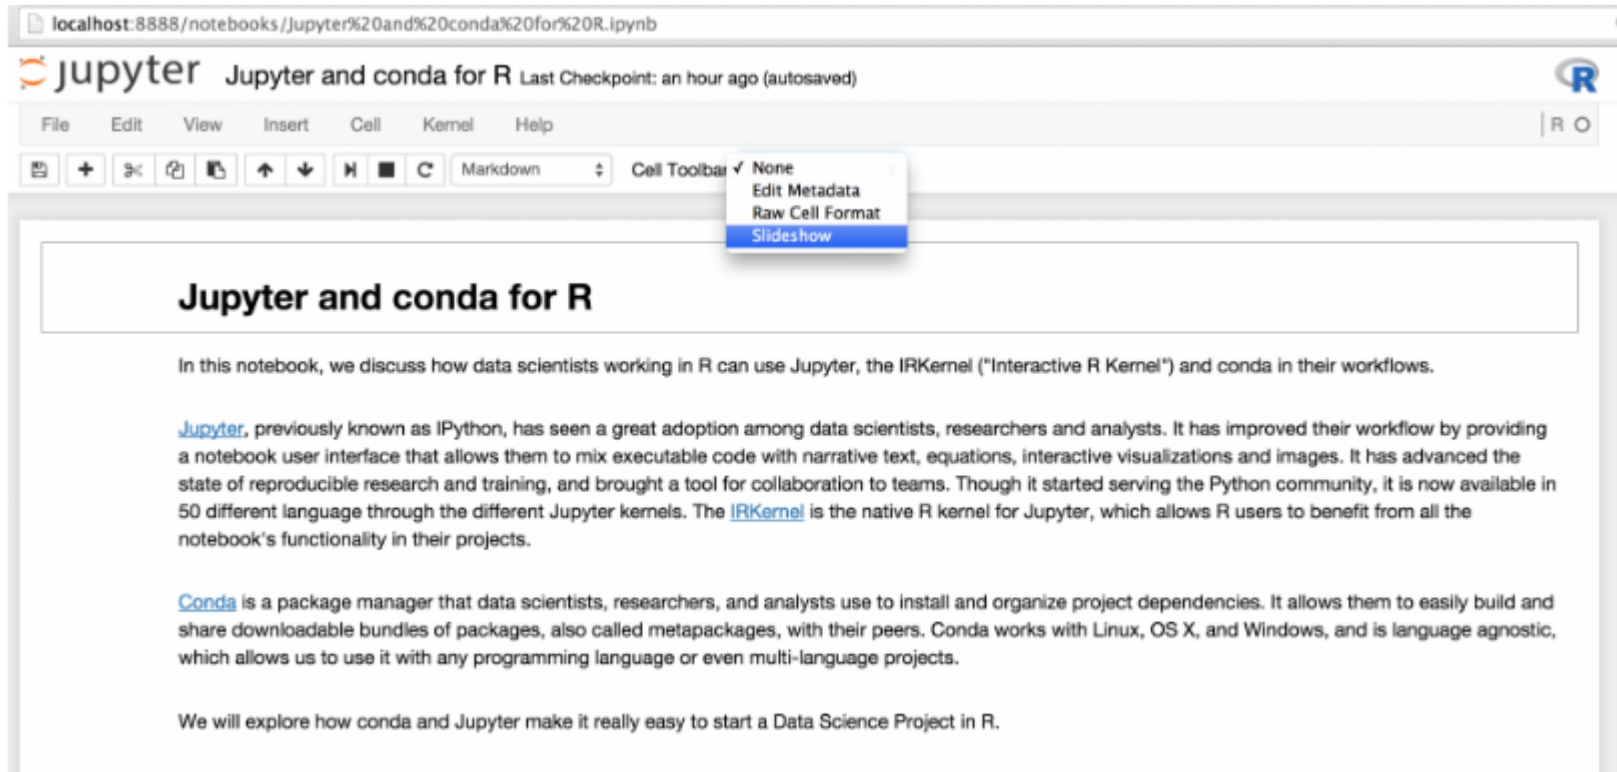 localhost:8888/notebooks/Jupyter%20and%20conda%20for%20R.ipynb
jupyter Jupyter and conda for R Last Checkpoint: an hour ago (autosaved) R
File Edit View Insert Cell Kernel Help R
Markdown Cell Toolbar ✓ None
Edit Metadata
Raw Cell Format
Slideshow
Jupyter and conda for R
In this notebook, we discuss how data scientists working in R can use Jupyter, the IRKernel ("Interactive R Kernel") and conda in their workflows.
Jupyter, previously known as IPython, has seen a great adoption among data scientists, researchers and analysts. It has improved their workflow by providing
a notebook user interface that allows them to mix executable code with narrative text, equations, interactive visualizations and images. It has advanced the
state of reproducible research and training, and brought a tool for collaboration to teams. Though it started serving the Python community, it is now available in
50 different language through the different Jupyter kernels. The IRKernel is the native R kernel for Jupyter, which allows R users to benefit from all the
notebook's functionality in their projects.
Conda is a package manager that data scientists, researchers, and analysts use to install and organize project dependencies. It allows them to easily build and
share downloadable bundles of packages, also called metapackages, with their peers. Conda works with Linux, OS X, and Windows, and is language agnostic,
which allows us to use it with any programming language or even multi-language projects.
We will explore how conda and Jupyter make it really easy to start a Data Science Project in R.